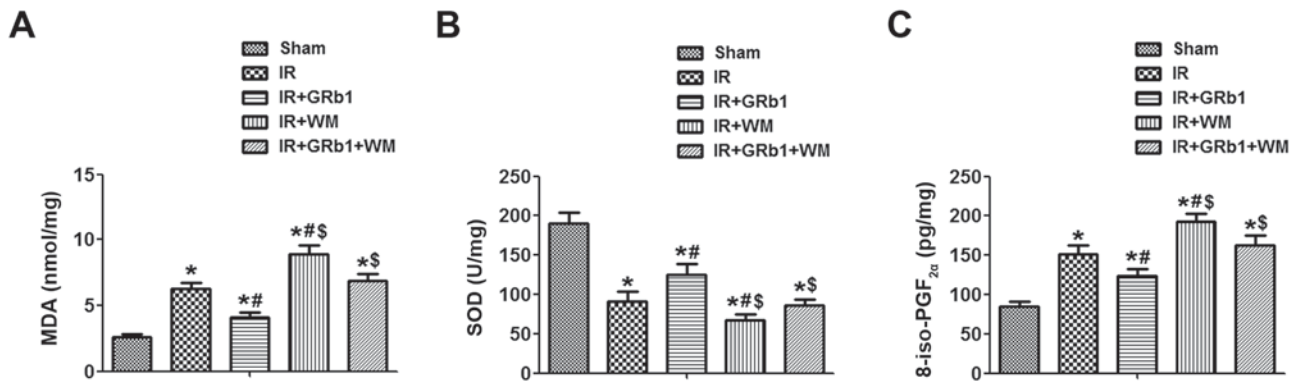 A
Sham
IR
IR+GRb1
IR+WM
IR+GRb1+WM
MDA (nmol/mg)
15
10
5
0
*
*#
*#$
*$
B
Sham
IR
IR+GRb1
IR+WM
IR+GRb1+WM
SOD (U/mg)
250
200
150
100
50
0
*
*#
*#$
*$
C
Sham
IR
IR+GRb1
IR+WM
IR+GRb1+WM
8-iso-PGF2α (pg/mg)
250
200
150
100
50
0
*
*#
*#$
*$